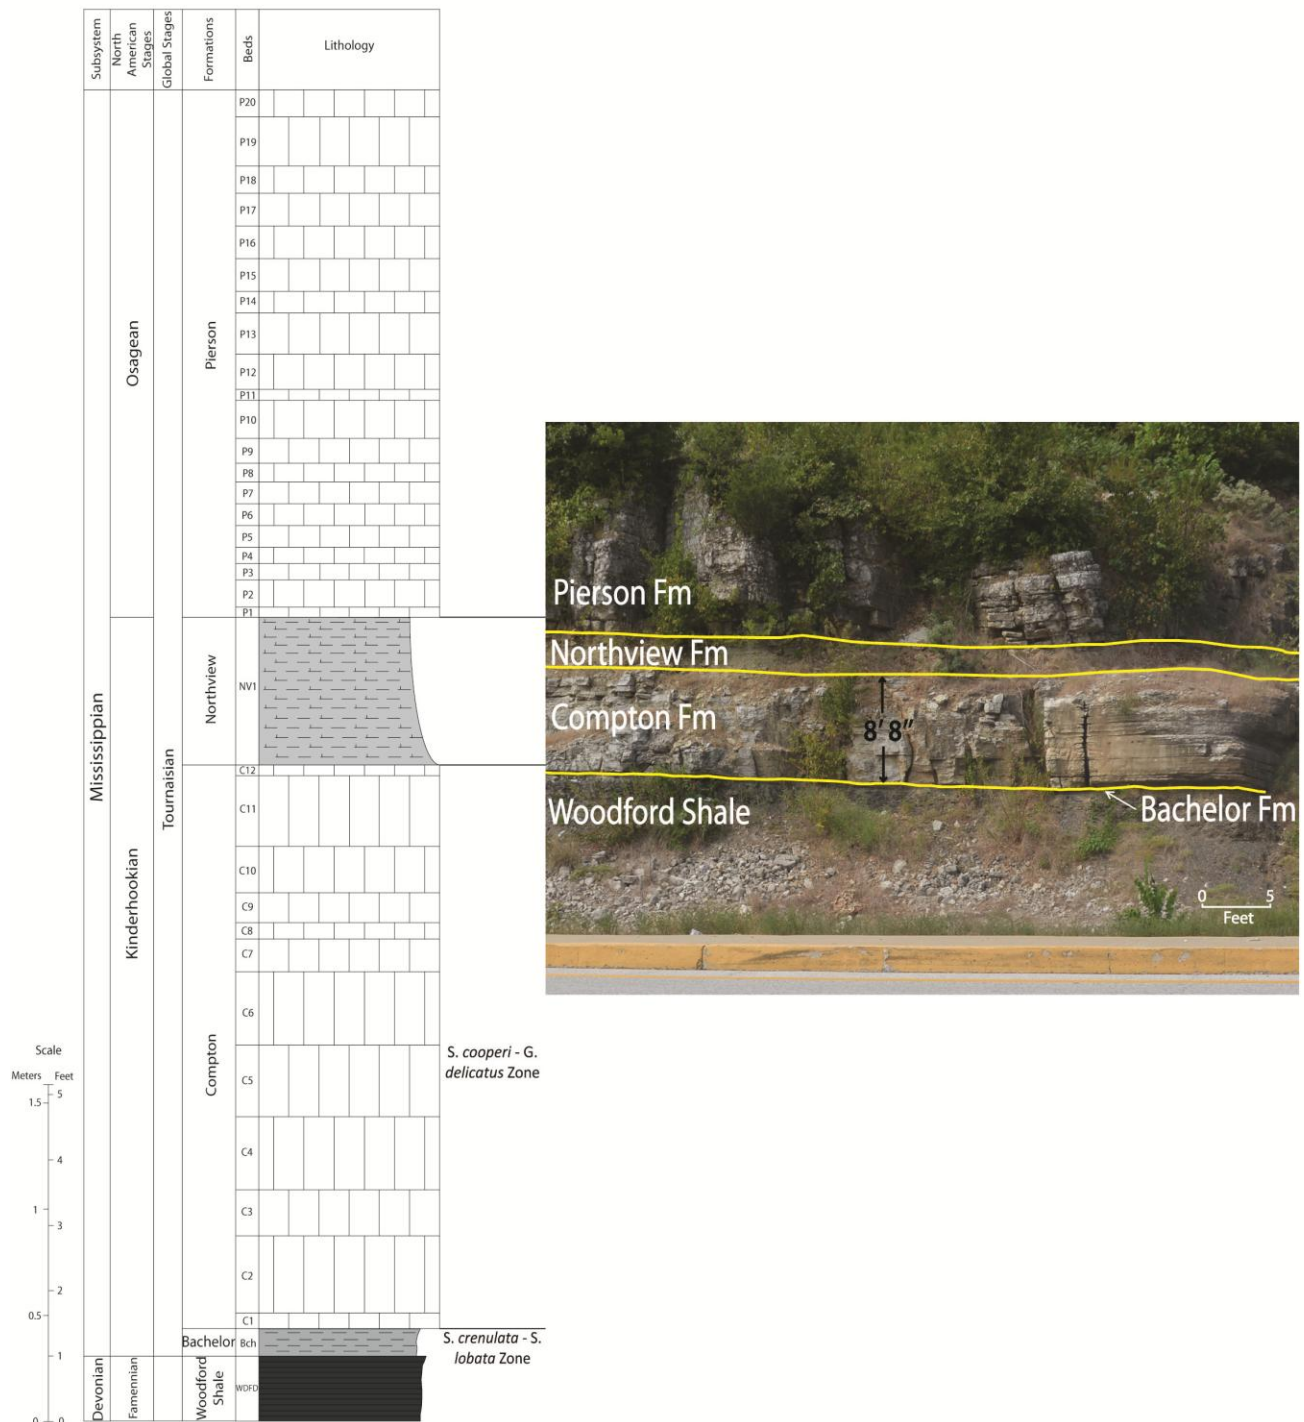 Subsystem
North
American
Stages
Global Stages
Formations
Beds
Lithology
P20
P19
P18
P17
P16
P15
P14
P13
P12
P11
P10
P9
P8
P7
P6
P5
P4
P3
P2
P1
NV1
C12
C11
C10
C9
C8
C7
C6
C5
C4
C3
C2
C1
Bch
WDFD
Pierson
Northview
Compton
Bachelor
Woodford
Shale
Osagean
Kinderhookian
Famennian
Tournaisian
Mississippian
Devonian
S. cooperi - G.
delicatus Zone
S. crenulata - S.
lobata Zone
Scale
Meters Feet
1.5
5
4
1
3
2
0.5
1
0 0
Pierson Fm
Northview Fm
Compton Fm
8' 8"
Woodford Shale
Bachelor Fm
0 5
Feet